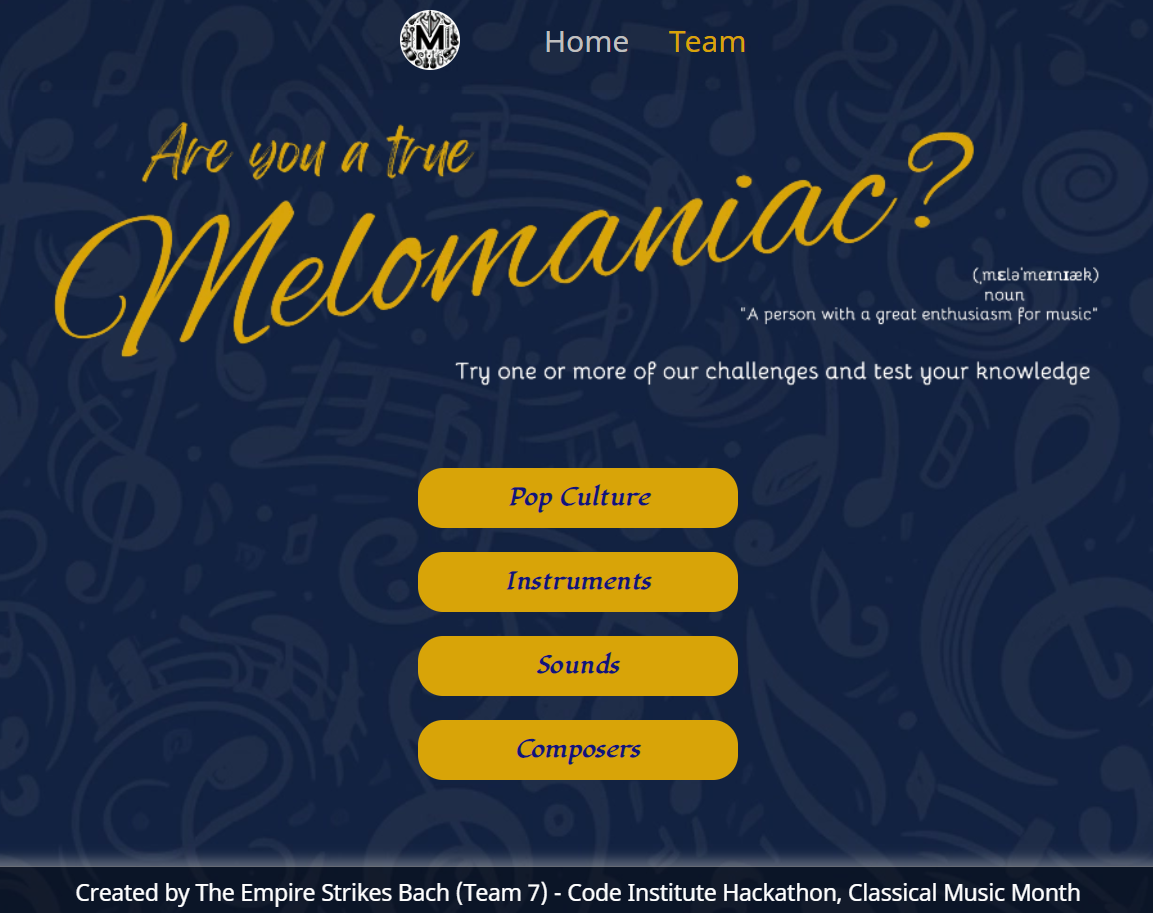 M
Home
Team
Are you a true
Melomaniac?
(ˌmɛləˈmeɪnɪæk)
noun
"A person with a great enthusiasm for music"
Try one or more of our challenges and test your knowledge
Pop Culture
Instruments
Sounds
Composers
Created by The Empire Strikes Bach (Team 7) - Code Institute Hackathon, Classical Music Month